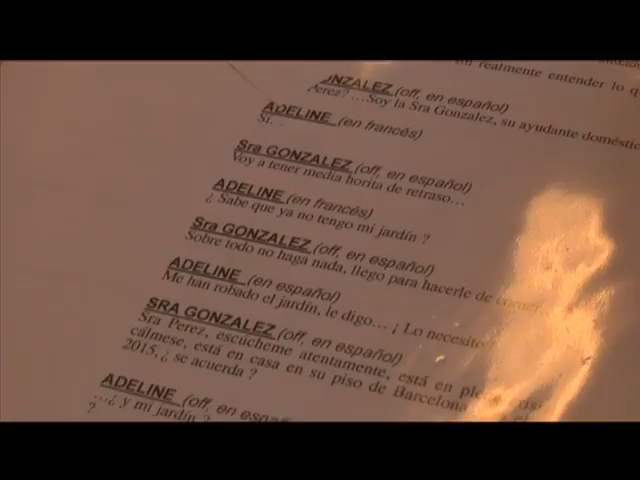 realmente entender lo q
NZALEZ (off, en español)
Perez? …Soy la Sra Gonzalez, su ayudante doméstic
ADELINE (en francés)
Si…
Sra GONZALEZ (off, en español)
Voy a tener media horita de retraso…
ADELINE (en francés)
¿ Sabe que ya no tengo mi jardín ?
Sra GONZALEZ (off, en español)
Sobre todo no haga nada, llego para hacerle de comer
ADELINE (en español)
Me han robado el jardín, le digo… ¡ Lo necesito
SRA GONZALEZ (off, en español)
Sra Perez, escúcheme atentamente, está en ple
cálmese, está en casa en su piso de Barcelona
2015, ¿ se acuerda ?
ADELINE (off, en espa
…¿ y mi jardín ?
?